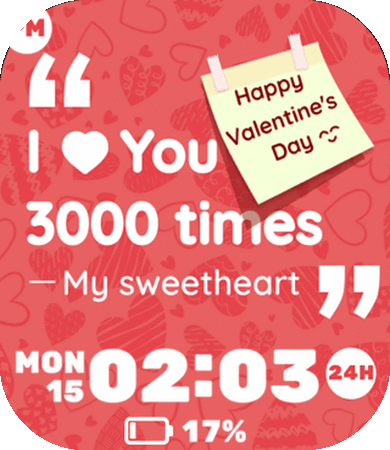 M
“
Happy
Valentine's
Day
I ♥ You
3000 times
— My sweetheart
”
MON
15
02:03
24H
17%